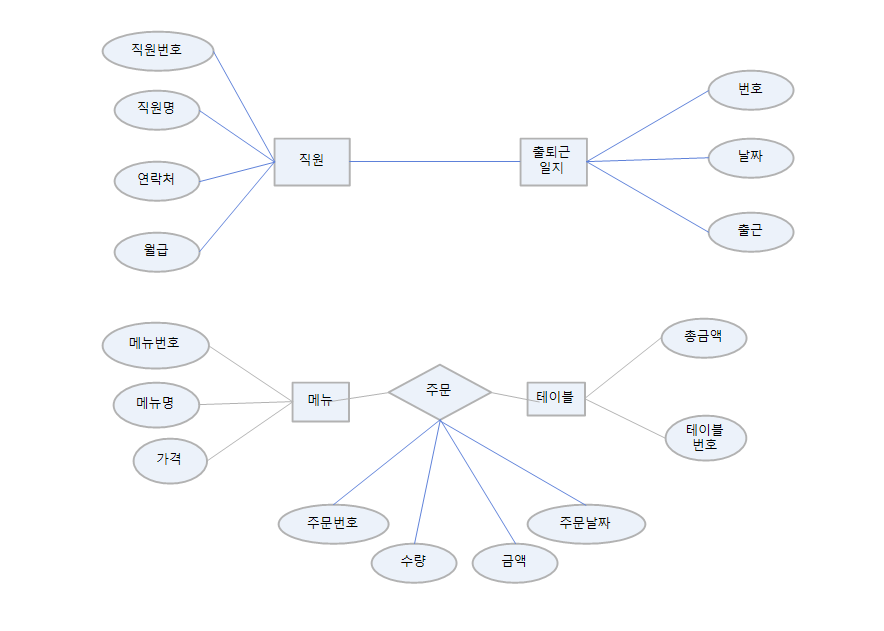 직원번호
직원명
연락처
월급
직원
출퇴근
일지
번호
날짜
출근
메뉴번호
메뉴명
가격
메뉴
주문
테이블
총금액
테이블
번호
주문번호
수량
금액
주문날짜